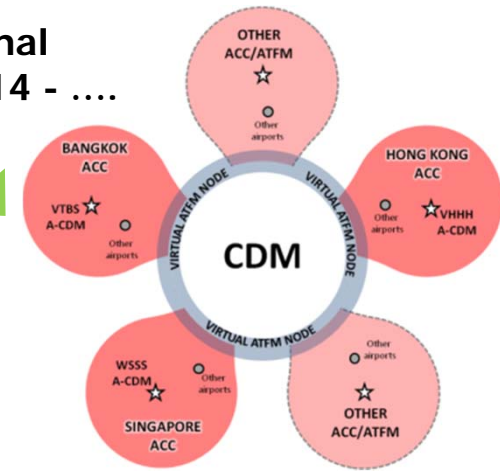 nal
14 - ....
OTHER
ACC/ATFM
Other
airports
BANGKOK
ACC
VTBS
A-CDM
Other
airports
HONG KONG
ACC
VHHH
A-CDM
Other
airports
VIRTUAL ATFM NODE
VIRTUAL ATFM NODE
CDM
VIRTUAL ATFM NODE
WSSS
A-CDM
Other
airports
SINGAPORE
ACC
Other
airports
OTHER
ACC/ATFM